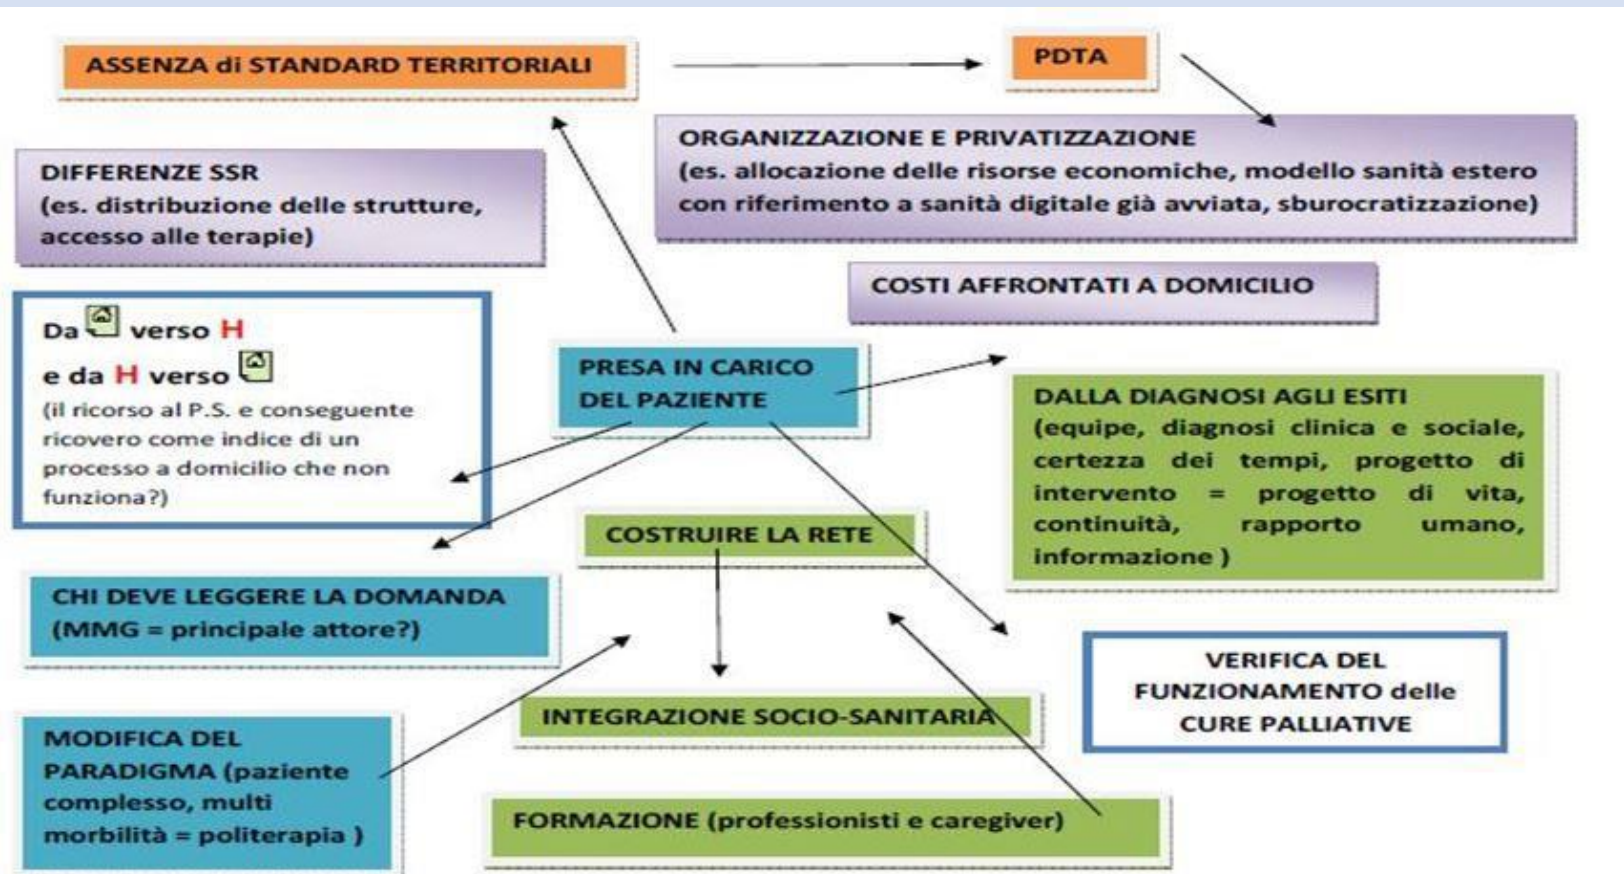 ASSENZA di STANDARD TERRITORIALI
PDTA
ORGANIZZAZIONE E PRIVATIZZAZIONE
(es. allocazione delle risorse economiche, modello sanità estero
con riferimento a sanità digitale già avviata, sburocratizzazione)
DIFFERENZE SSR
(es. distribuzione delle strutture,
accesso alle terapie)
COSTI AFFRONTATI A DOMICILIO
Da verso H
e da H verso
(il ricorso al P.S. e conseguente
ricovero come indice di un
processo a domicilio che non
funziona?)
PRESA IN CARICO
DEL PAZIENTE
DALLA DIAGNOSI AGLI ESITI
(equipe, diagnosi clinica e sociale,
certezza dei tempi, progetto di
intervento = progetto di vita,
continuità, rapporto umano,
informazione )
COSTRUIRE LA RETE
CHI DEVE LEGGERE LA DOMANDA
(MMG = principale attore?)
VERIFICA DEL
FUNZIONAMENTO delle
CURE PALLIATIVE
INTEGRAZIONE SOCIO-SANITARIA
MODIFICA DEL
PARADIGMA (paziente
complesso, multi
morbilità = politerapia )
FORMAZIONE (professionisti e caregiver)